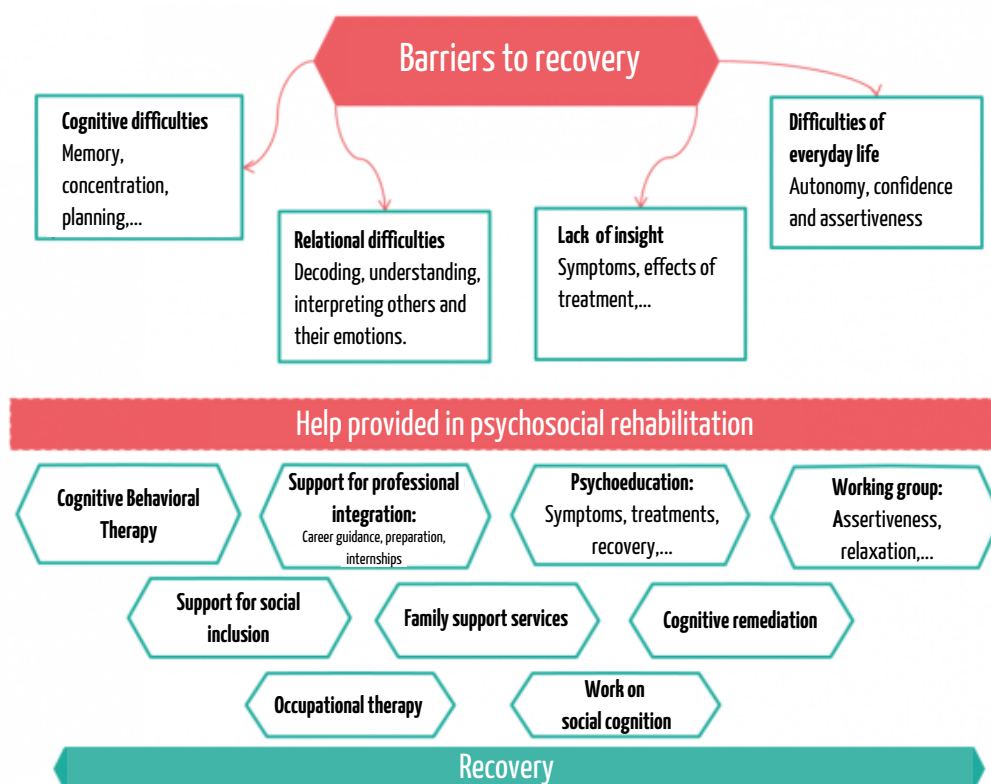 Barriers to recovery
Cognitive difficulties
Memory,
concentration,
planning,...
Relational difficulties
Decoding, understanding,
interpreting others and
their emotions.
Lack of insight
Symptoms, effects of
treatment,...
Difficulties of
everyday life
Autonomy, confidence
and assertiveness
Help provided in psychosocial rehabilitation
Cognitive Behavioral
Therapy
Support for professional
integration:
Career guidance, preparation,
internships
Psychoeducation:
Symptoms, treatments,
recovery,...
Working group:
Assertiveness,
relaxation,...
Support for social
inclusion
Family support services
Cognitive remediation
Occupational therapy
Work on
social cognition
Recovery